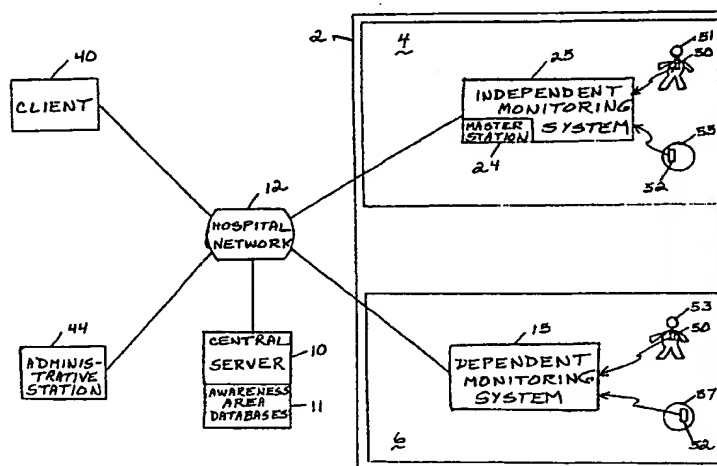 40
CLIENT
12
HOSPITAL
NETWORK
44
ADMINIS-
TRATIVE
STATION
CENTRAL
SERVER
10
AWARENESS
AREA
DATABASES
11
2
4
25
INDEPENDENT
MONITORING
SYSTEM
MASTER
STATION
24
51
50
55
52
15
DEPENDENT
MONITORING
SYSTEM
6
53
50
57
52